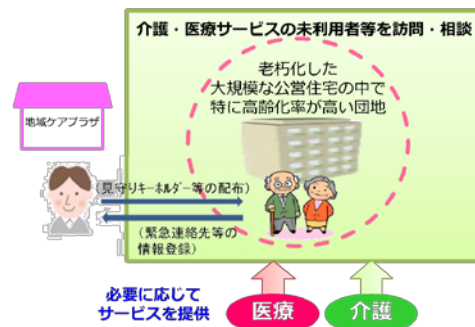 介護・医療サービスの未利用者等を訪問・相談
老朽化した
大規模な公営住宅の中で
特に高齢化率が高い団地
地域ケアプラザ
(見守りキーホルダー等の配布)
(緊急連絡先等の
情報登録)
必要に応じて
サービスを提供
医療
介護